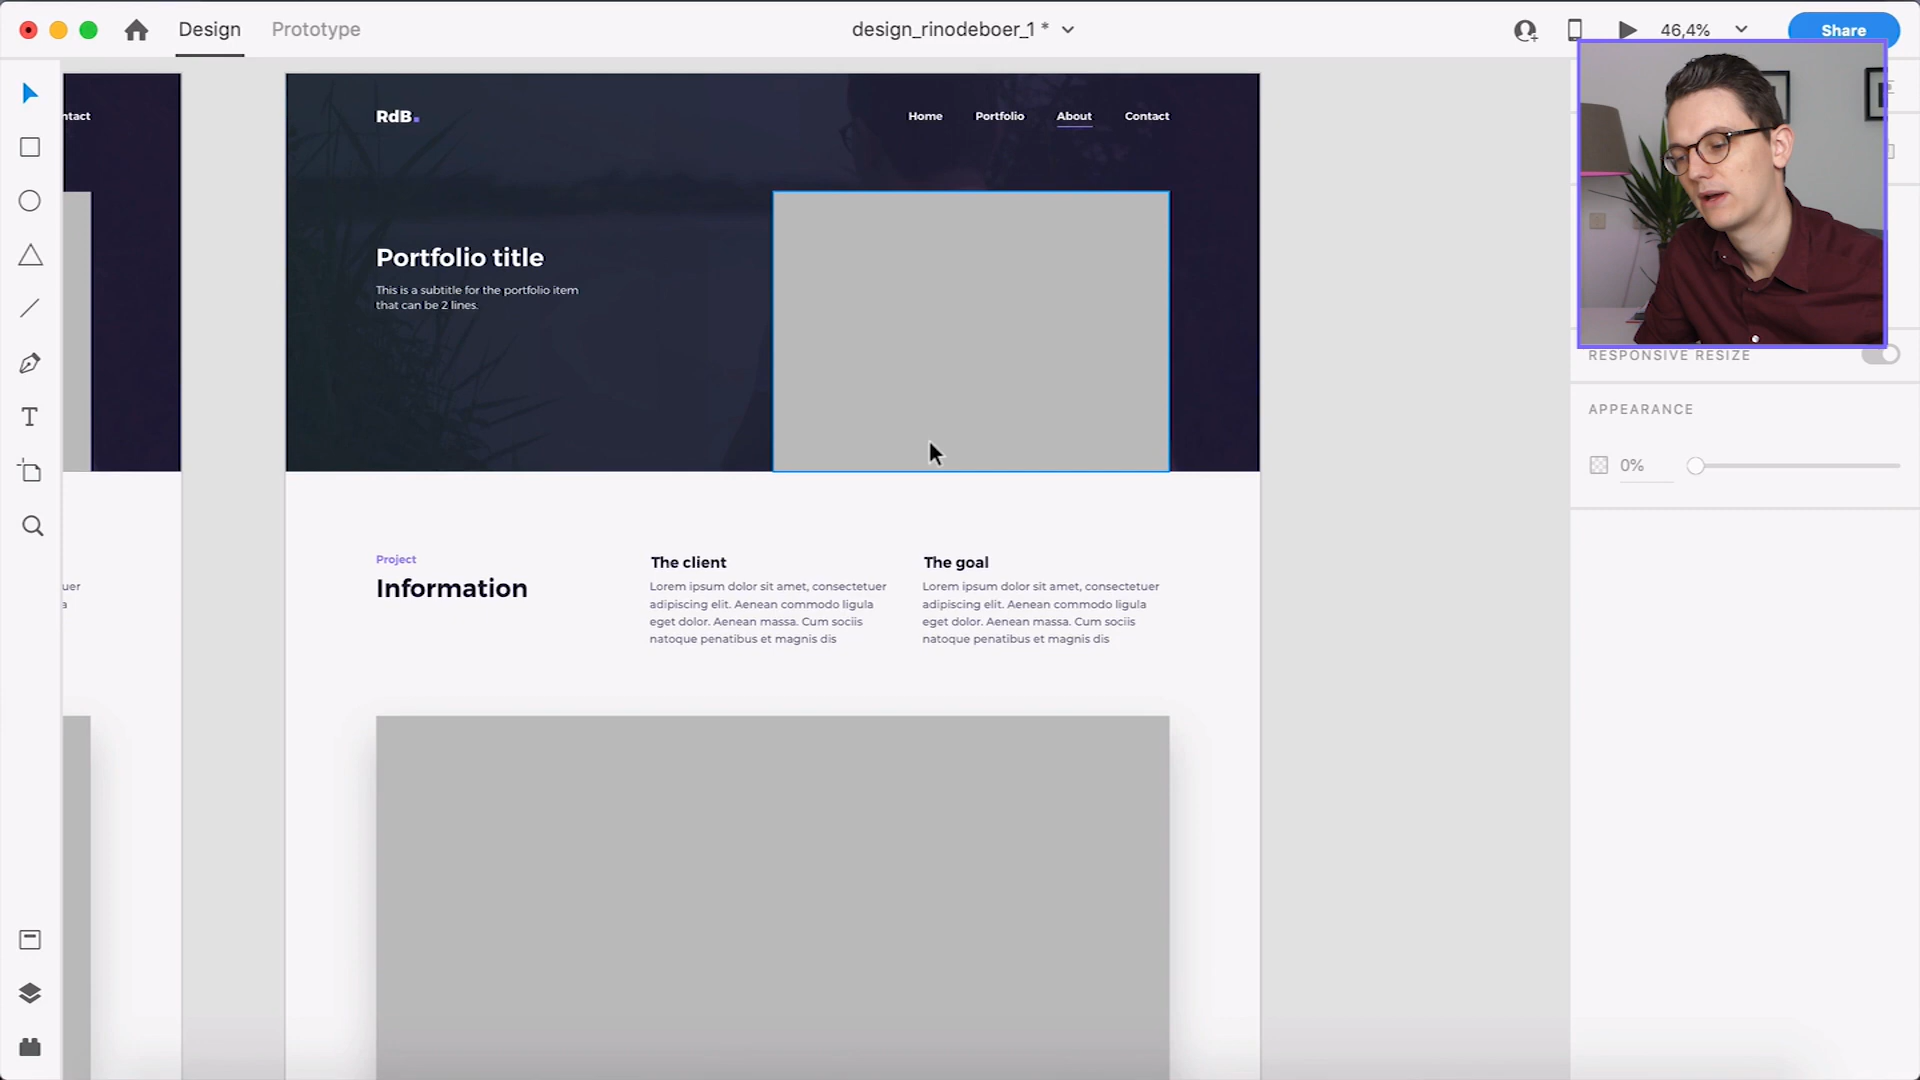 Design
Prototype
design_rinodeboer_1 *
46,4%
Share
ntact
RdB.
Home
Portfolio
About
Contact
Portfolio title
This is a subtitle for the portfolio item
that can be 2 lines.
RESPONSIVE RESIZE
APPEARANCE
0%
uer
a
Project
Information
The client
Lorem ipsum dolor sit amet, consectetuer
adipiscing elit. Aenean commodo ligula
eget dolor. Aenean massa. Cum sociis
natoque penatibus et magnis dis
The goal
Lorem ipsum dolor sit amet, consectetuer
adipiscing elit. Aenean commodo ligula
eget dolor. Aenean massa. Cum sociis
natoque penatibus et magnis dis